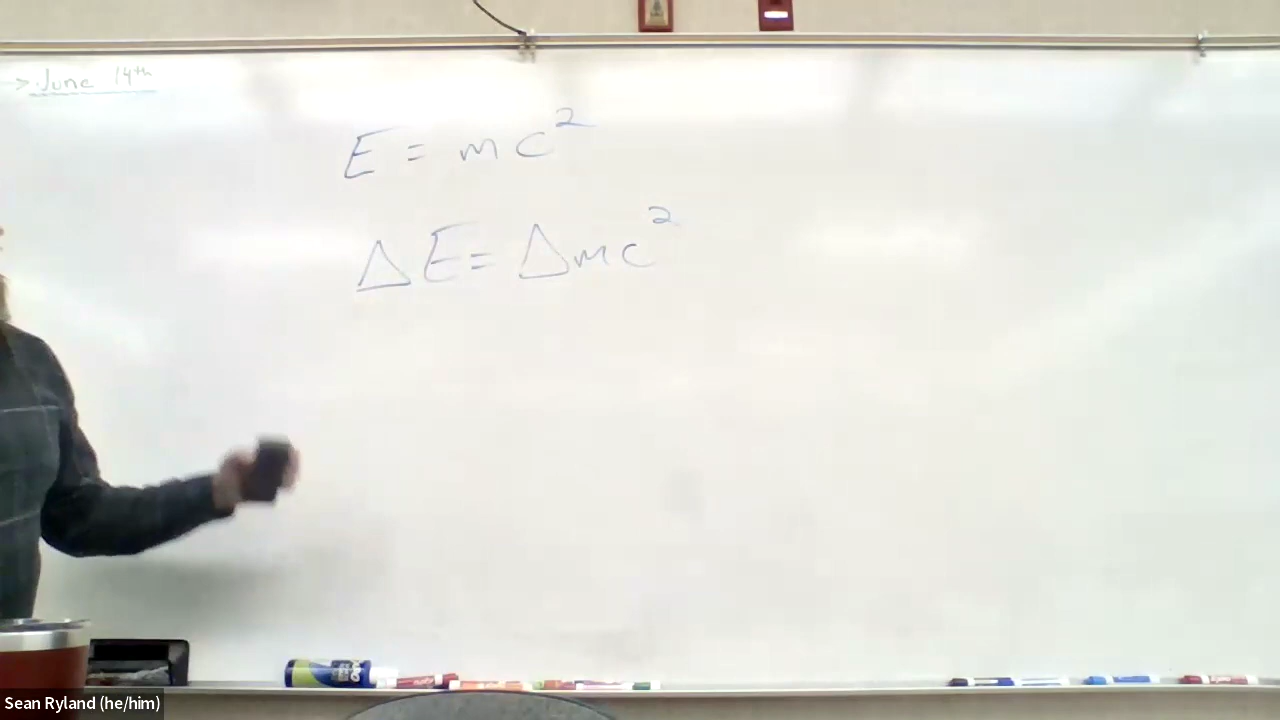 > June 14th
E = mc²
ΔE = Δmc²
Sean Ryland (he/him)